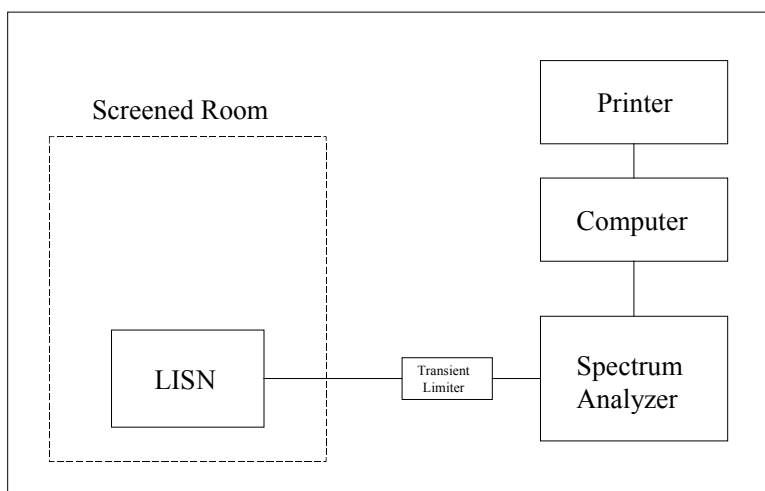 Screened Room
Printer
Computer
LISN
Transient
Limiter
Spectrum
Analyzer